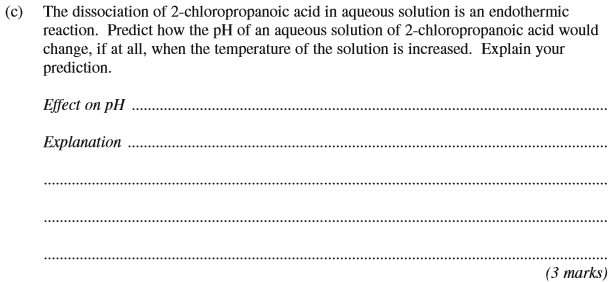 (c) The dissociation of 2-chloropropanoic acid in aqueous solution is an endothermic
reaction. Predict how the pH of an aqueous solution of 2-chloropropanoic acid would
change, if at all, when the temperature of the solution is increased. Explain your
prediction.
Effect on pH ................................................................................
Explanation ................................................................................
................................................................................
................................................................................
................................................................................
(3 marks)